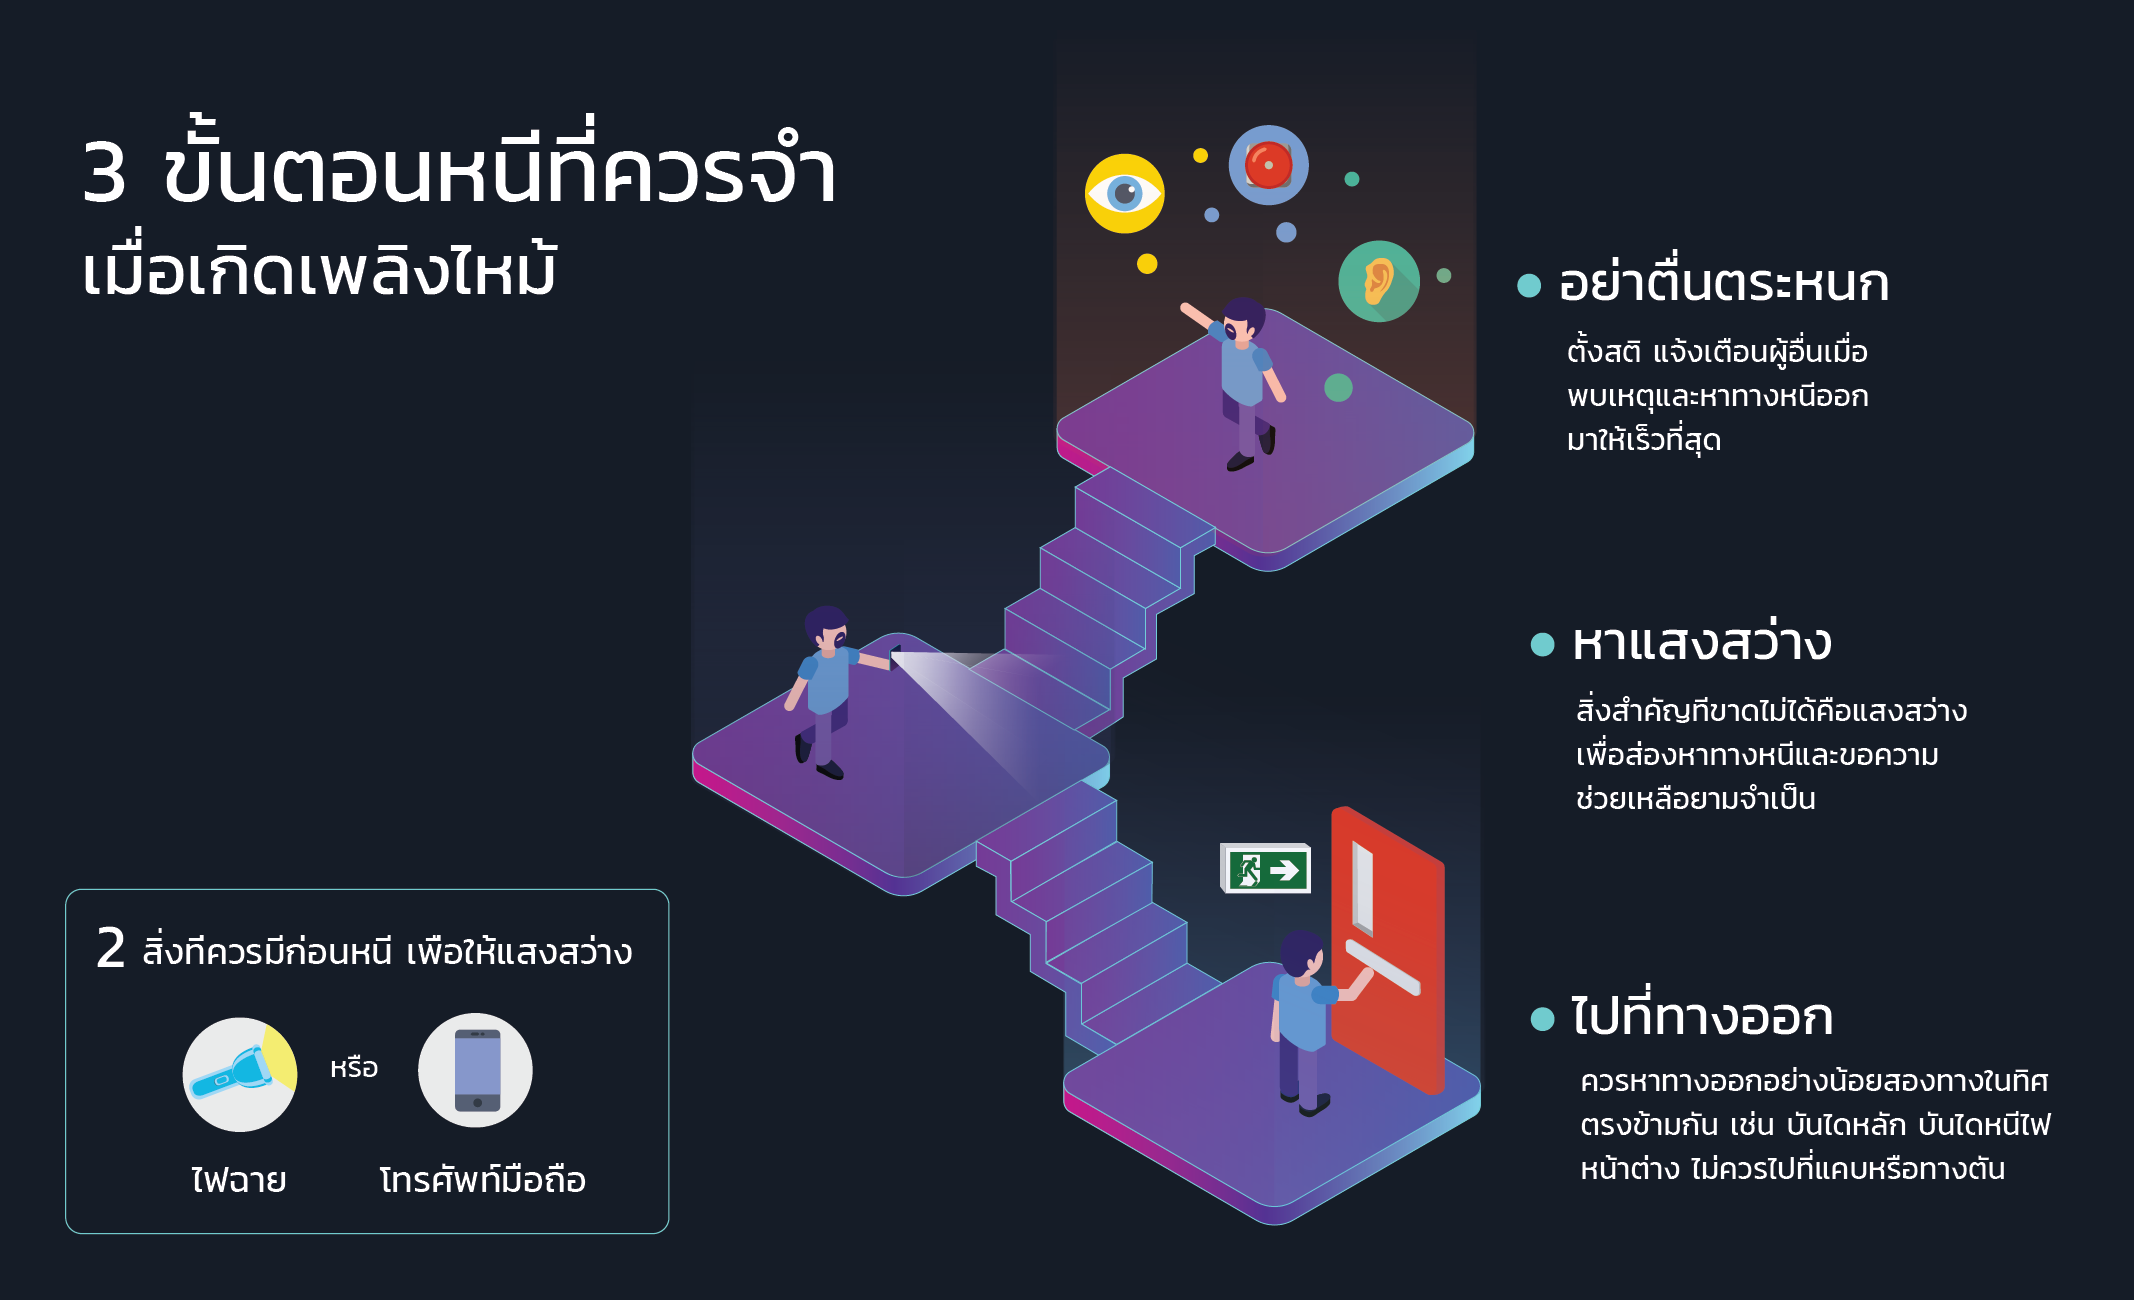 3 ขั้นตอนหนีที่ควรจำ
เมื่อเกิดเพลิงไหม้
อย่าตื่นตระหนก
ตั้งสติ แจ้งเตือนผู้อื่นเมื่อ
พบเหตุและหาทางหนีออก
มาให้เร็วที่สุด
หาแสงสว่าง
สิ่งสำคัญทีขาดไม่ได้คือแสงสว่าง
เพื่อส่องหาทางหนีและขอความ
ช่วยเหลือยามจำเป็น
ไปที่ทางออก
ควรหาทางออกอย่างน้อยสองทางในทิศ
ตรงข้ามกัน เช่น บันไดหลัก บันไดหนีไฟ
หน้าต่าง ไม่ควรไปที่แคบหรือทางตัน
2 สิ่งทีควรมีก่อนหนี เพือให้แสงสว่าง
หรือ
ไฟฉาย
โทรศัพท์มือถือ